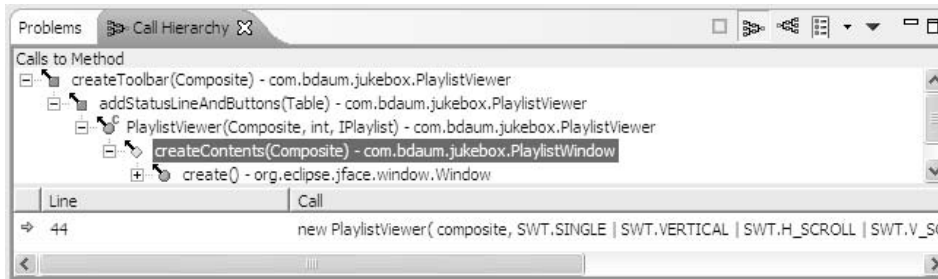 Problems Call Hierarchy
Calls to Method
createToolbar(Composite) - com.bdaum.jukebox.PlaylistViewer
addStatusLineAndButtons(Table) - com.bdaum.jukebox.PlaylistViewer
C PlaylistViewer(Composite, int, IPlaylist) - com.bdaum.jukebox.PlaylistViewer
createContents(Composite) - com.bdaum.jukebox.PlaylistWindow
create() - org.eclipse.jface.window.Window
Line Call
44 new PlaylistViewer( composite, SWT.SINGLE | SWT.VERTICAL | SWT.H_SCROLL | SWT.V_SC